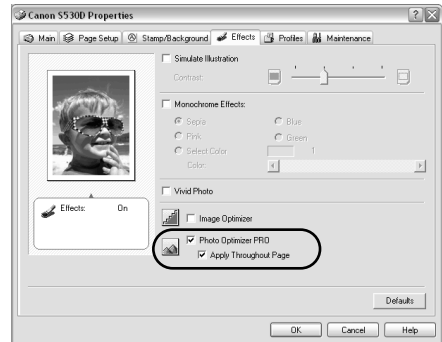 Canon S530D Properties
Main Page Setup Stamp/Background Effects Profiles Maintenance
Simulate Illustration
Contrast:
Monochrome Effects:
Sepia Blue
Pink Green
Select Color 1
Color:
Vivid Photo
Effects: On
Image Optimizer
Photo Optimizer PRO
Apply Throughout Page
Defaults
OK Cancel Help